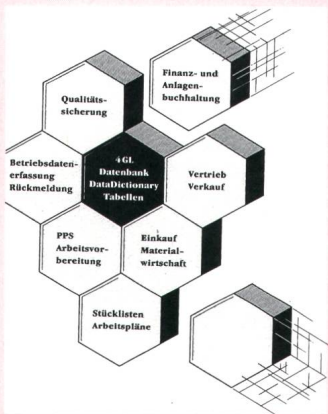 Finanz- und
Anlagen-
buchhaltung
Qualitäts-
sicherung
4GL
Datenbank
DataDictionary
Tabellen
Betriebsdaten-
erfassung
Rückmeldung
Vertrieb
Verkauf
PPS
Arbeitsvor-
bereitung
Einkauf
Material-
wirtschaft
Stücklisten
Arbeitspläne